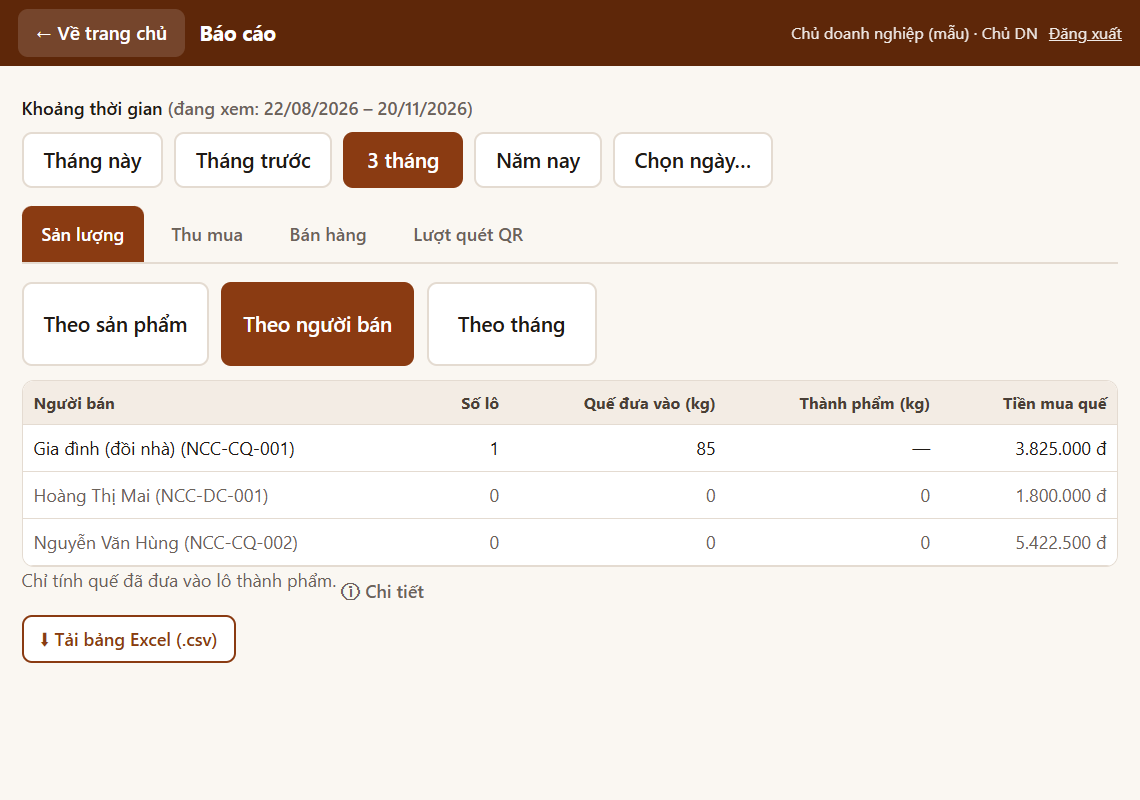 ← Về trang chủ Báo cáo Chủ doanh nghiệp (mẫu) · Chủ DN Đăng xuất
Khoảng thời gian (đang xem: 22/08/2026 – 20/11/2026)
Tháng này Tháng trước 3 tháng Năm nay Chọn ngày...
Sản lượng Thu mua Bán hàng Lượt quét QR
Theo sản phẩm Theo người bán Theo tháng
Người bán Số lô Quế đưa vào (kg) Thành phẩm (kg) Tiền mua quế
Gia đình (đồi nhà) (NCC-CQ-001) 1 85 — 3.825.000 đ
Hoàng Thị Mai (NCC-DC-001) 0 0 0 1.800.000 đ
Nguyễn Văn Hùng (NCC-CQ-002) 0 0 0 5.422.500 đ
Chỉ tính quế đã đưa vào lô thành phẩm. ⓘ Chi tiết
⬇ Tải bảng Excel (.csv)